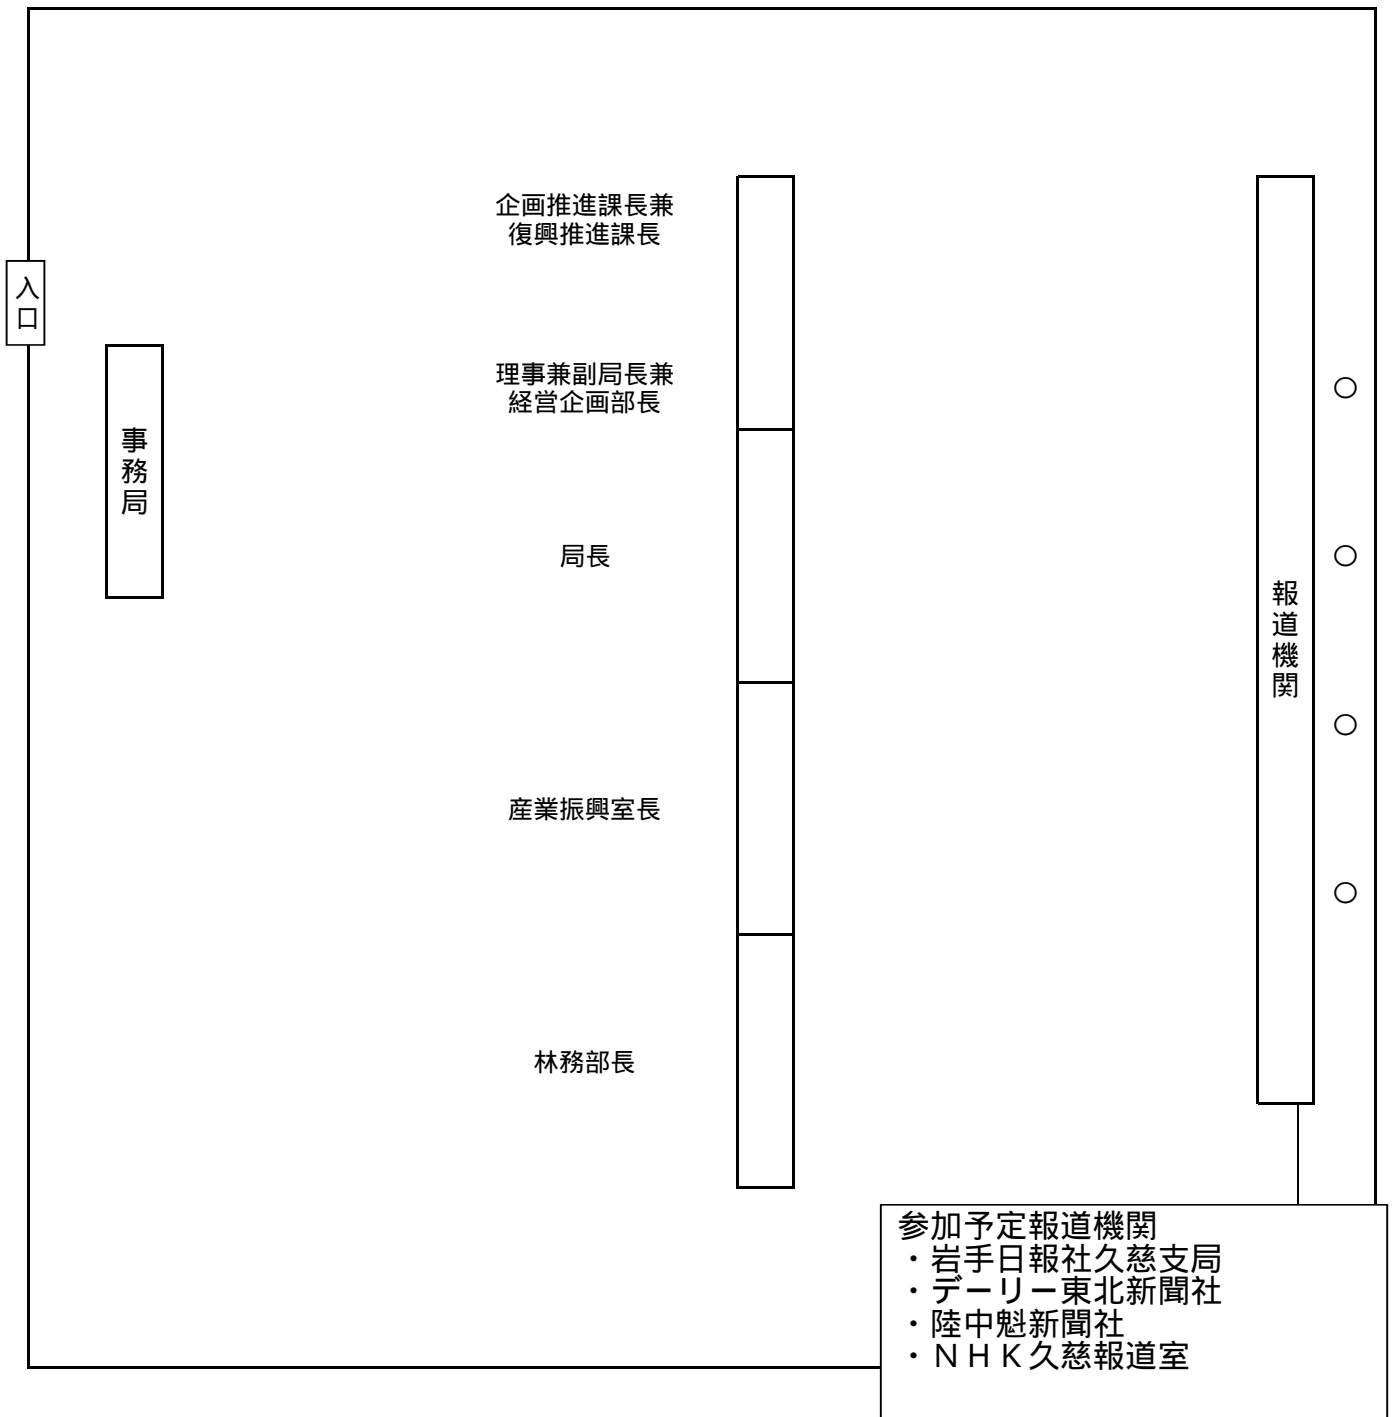 企画推進課長兼
復興推進課長
入口
理事兼副局長兼
経営企画部長
事務局
局長
報道機関
産業振興室長
林務部長
参加予定報道機関
・岩手日報社久慈支局
・デーリー東北新聞社
・陸中魁新聞社
・ＮＨＫ久慈報道室